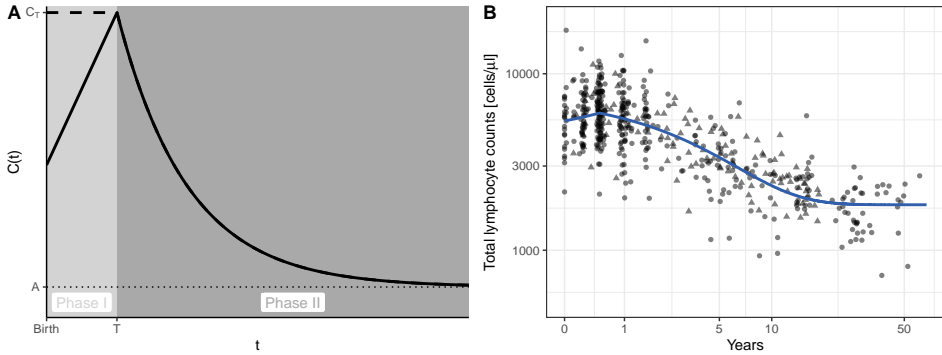 A
C_T
C(t)
A
Phase I
Phase II
Birth
T
t
B
Total lymphocyte counts [cells/μl]
10000
3000
1000
0
1
5
10
50
Years